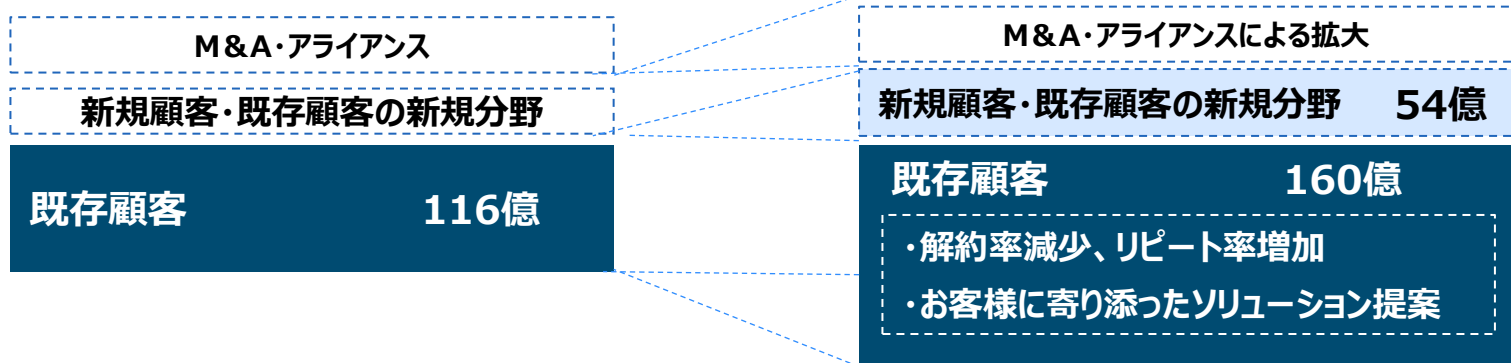 M&A・アライアンス
新規顧客・既存顧客の新規分野
既存顧客 116億
M&A・アライアンスによる拡大
新規顧客・既存顧客の新規分野 54億
既存顧客 160億
・解約率減少、リピート率増加
・お客様に寄り添ったソリューション提案